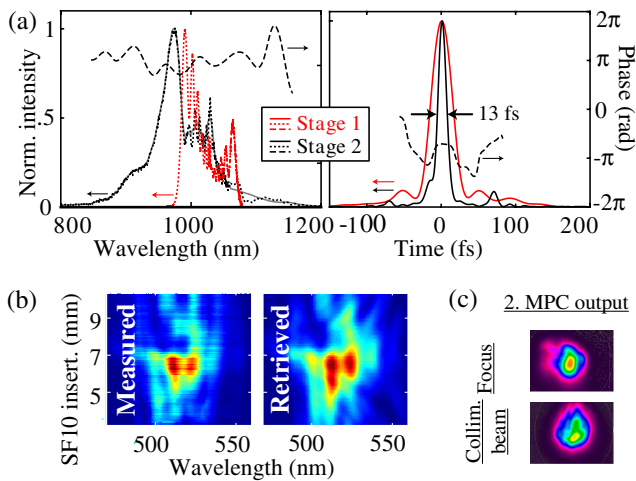 (a)
1
.5
0
Norm. intensity
800
1000
1200
Wavelength (nm)
Stage 1
Stage 2
13 fs
2π
π
0
-π
-2π
Phase (rad)
-100
0
100
200
Time (fs)
(b)
9
7
5
SF10 insert. (mm)
Measured
Retrieved
500
550
500
550
Wavelength (nm)
(c)
2. MPC output
Focus
Collim.
beam